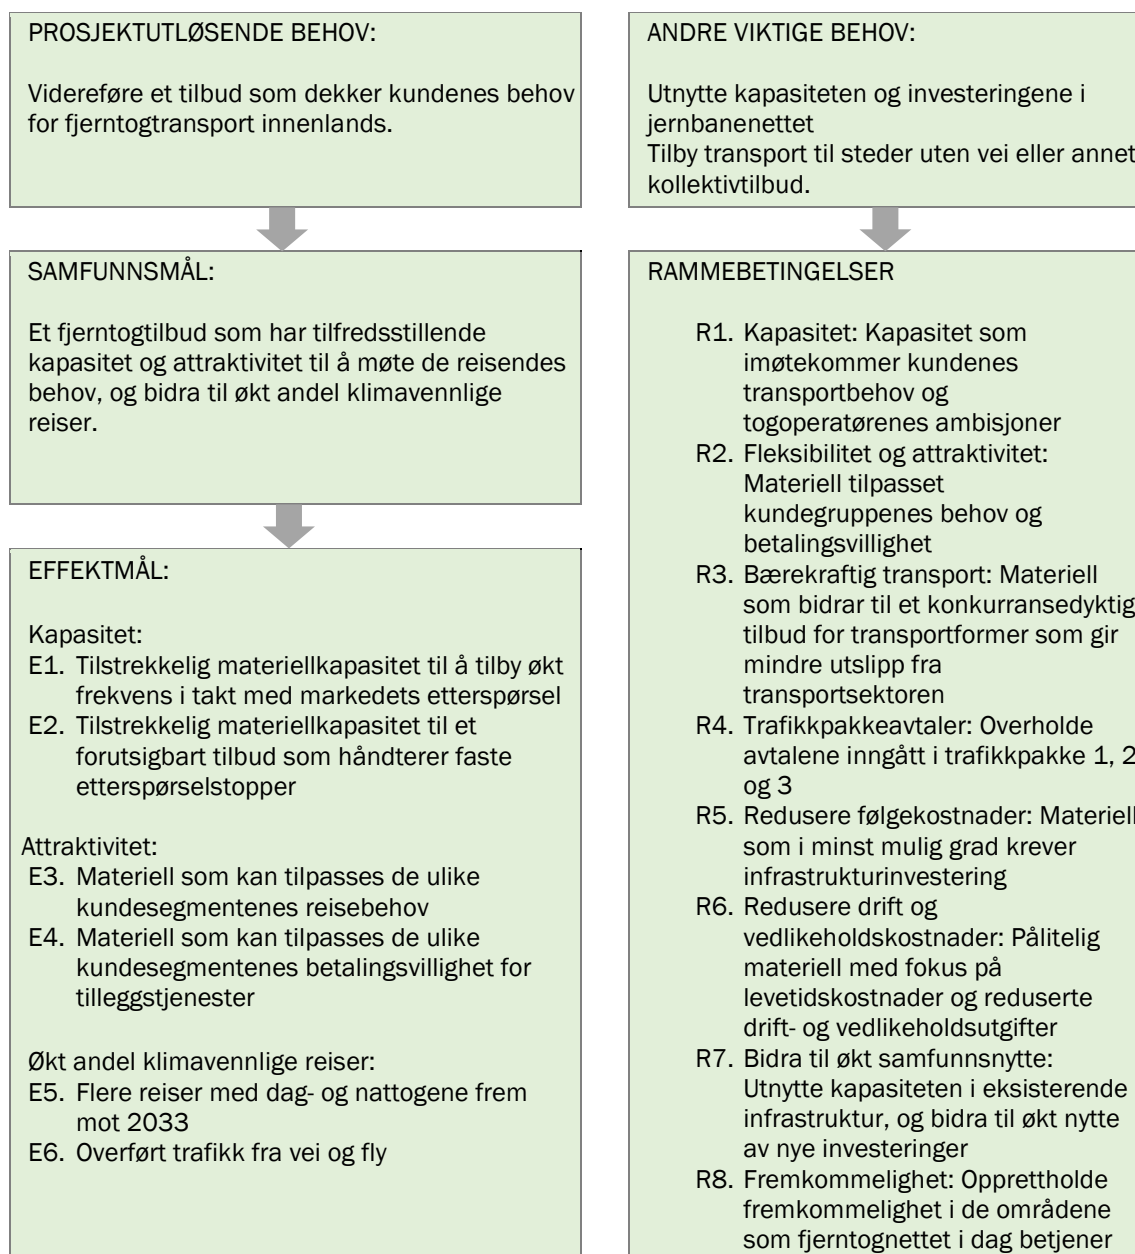 PROSJEKTUTLØSENDE BEHOV:
Videreføre et tilbud som dekker kundenes behov
for fjerntogtransport innenlands.
SAMFUNNSMÅL:
Et fjerntogtilbud som har tilfredsstillende
kapasitet og attraktivitet til å møte de reisendes
behov, og bidra til økt andel klimavennlige
reiser.
EFFEKTMÅL:
Kapasitet:
E1. Tilstrekkelig materiellkapasitet til å tilby økt
frekvens i takt med markedets etterspørsel
E2. Tilstrekkelig materiellkapasitet til et
forutsigbart tilbud som håndterer faste
etterspørselstopper
Attraktivitet:
E3. Materiell som kan tilpasses de ulike
kundesegmentenes reisebehov
E4. Materiell som kan tilpasses de ulike
kundesegmentenes betalingsvillighet for
tilleggstjenester
Økt andel klimavennlige reiser:
E5. Flere reiser med dag- og nattogene frem
mot 2033
E6. Overført trafikk fra vei og fly
ANDRE VIKTIGE BEHOV:
Utnytte kapasiteten og investeringene i
jernbanenettet
Tilby transport til steder uten vei eller annet
kollektivtilbud.
RAMMEBETINGELSER
R1. Kapasitet: Kapasitet som
imøtekommer kundenes
transportbehov og
togoperatørenes ambisjoner
R2. Fleksibilitet og attraktivitet:
Materiell tilpasset
kundegruppenes behov og
betalingsvillighet
R3. Bærekraftig transport: Materiell
som bidrar til et konkurransedyktig
tilbud for transportformer som gir
mindre utslipp fra
transportsektoren
R4. Trafikkpakkeavtaler: Overholde
avtalene inngått i trafikkpakke 1, 2
og 3
R5. Redusere følgekostnader: Materiell
som i minst mulig grad krever
infrastrukturinvestering
R6. Redusere drift og
vedlikeholdskostnader: Pålitelig
materiell med fokus på
levetidskostnader og reduserte
drift- og vedlikeholdsutgifter
R7. Bidra til økt samfunnsnytte:
Utnytte kapasiteten i eksisterende
infrastruktur, og bidra til økt nytte
av nye investeringer
R8. Fremkommelighet: Opprettholde
fremkommelighet i de områdene
som fjerntognettet i dag betjener